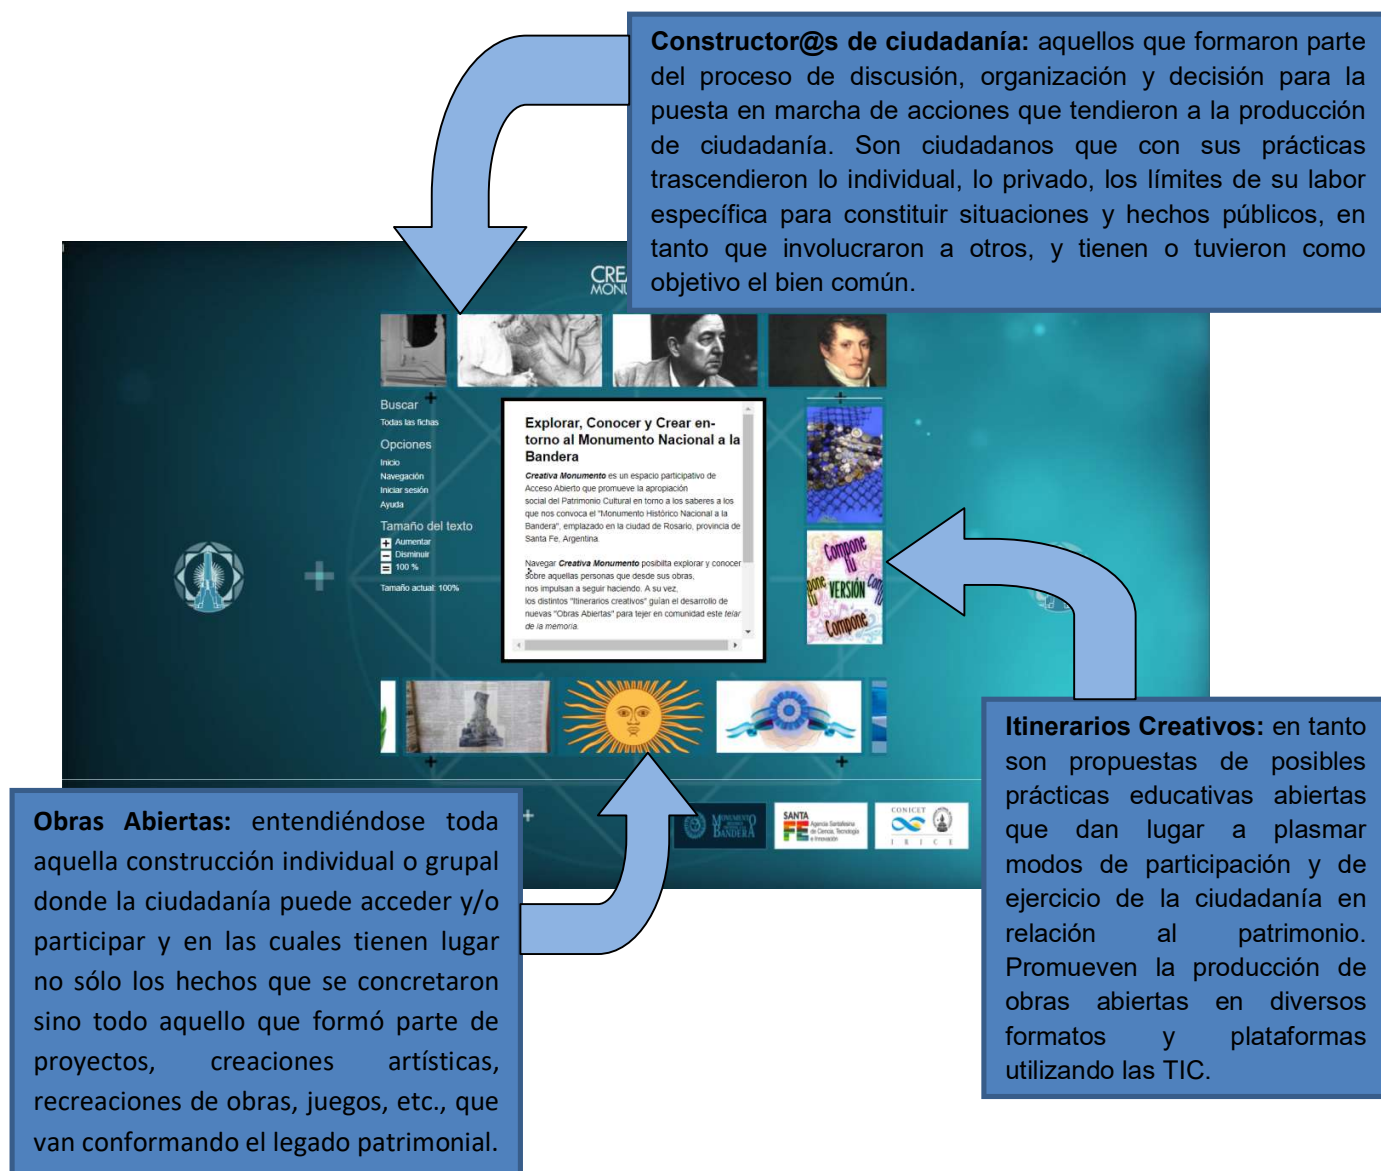 Constructor@s de ciudadanía: aquellos que formaron parte
del proceso de discusión, organización y decisión para la
puesta en marcha de acciones que tendieron a la producción
de ciudadanía. Son ciudadanos que con sus prácticas
trascendieron lo individual, lo privado, los límites de su labor
específica para constituir situaciones y hechos públicos, en
tanto que involucraron a otros, y tienen o tuvieron como
objetivo el bien común.
Buscar
Todas las fichas
Opciones
Inicio
Navegación
Iniciar sesión
Ayuda
Tamaño del texto
Aumentar
Disminuir
100 %
Tamaño actual: 100%
Explorar, Conocer y Crear en-
torno al Monumento Nacional a la
Bandera
Creativa Monumento es un espacio participativo de
Acceso Abierto que promueve la apropiación
social del Patrimonio Cultural en torno a los saberes a los
que nos convoca el "Monumento Histórico Nacional a la
Bandera", emplazado en la ciudad de Rosario, provincia de
Santa Fe, Argentina.
Navegar Creativa Monumento posibilta explorar y conocer
sobre aquellas personas que desde sus obras,
nos impulsan a seguir haciendo. A su vez,
los distintos "Itinerarios creativos" guían el desarrollo de
nuevas "Obras Abiertas" para tejer en comunidad este telar
de la memoria.
Compone
tu
VERSIÓN
Compone
Itinerarios Creativos: en tanto
son propuestas de posibles
prácticas educativas abiertas
que dan lugar a plasmar
modos de participación y de
ejercicio de la ciudadanía en
relación al patrimonio.
Promueven la producción de
obras abiertas en diversos
formatos y plataformas
utilizando las TIC.
Obras Abiertas: entendiéndose toda
aquella construcción individual o grupal
donde la ciudadanía puede acceder y/o
participar y en las cuales tienen lugar
no sólo los hechos que se concretaron
sino todo aquello que formó parte de
proyectos, creaciones artísticas,
recreaciones de obras, juegos, etc., que
van conformando el legado patrimonial.
MONUMENTO
BANDERA
SANTA
FE
Agencia Santafesina
de Ciencia, Tecnología
e Innovación
CONICET
I R I C E